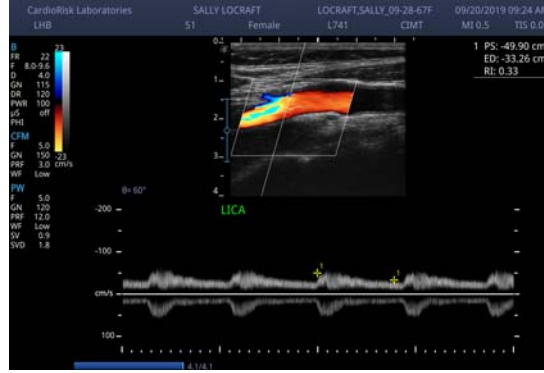 CardioRisk Laboratories SALLY LOCRAFT LOCRAFT,SALLY_09-28-67F 09/20/2019 09:24 AM
LHB 51 Female L741 CIMT MI 0.5 TIS 0.0
B
FR 22
F 8.0-9.6
D 4.0
GN 115
DR 120
PWR 100
µS off
PHI
23
CFM
F 5.0
GN 150
PRF 3.0
WF Low
-23
cm/s
PW
F 5.0
GN 120
PRF 12.0
WF Low
SV 0.9
SVD 1.8
1 PS: -49.90 cm
ED: -33.26 cm
RI: 0.33
0
1
2
3
4
θ= 60°
LICA
-200
-100
cm/s
100
1
1
4.1/4.1